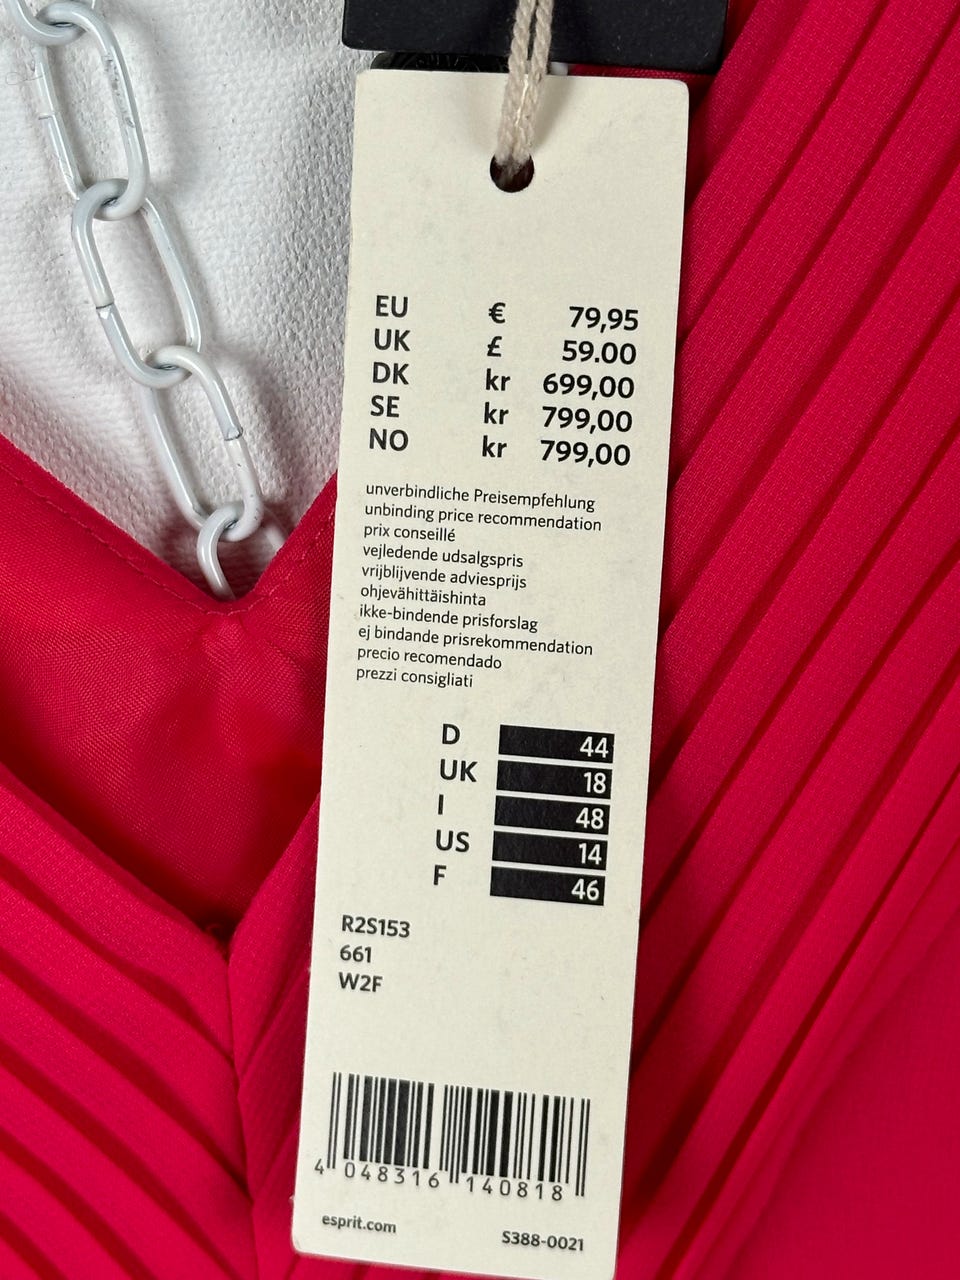 EU € 79,95
UK £ 59.00
DK kr 699,00
SE kr 799,00
NO kr 799,00
unverbindliche Preisempfehlung
unbinding price recommendation
prix conseillé
vejledende udsalgspris
vrijblijvende adviesprijs
ohjevähittäishinta
ikke-bindende prisforslag
ej bindande prisrekommendation
precio recomendado
prezzi consigliati
D 44
UK 18
I 48
US 14
F 46
R2S153
661
W2F
4 048316 140818
esprit.com S388-0021